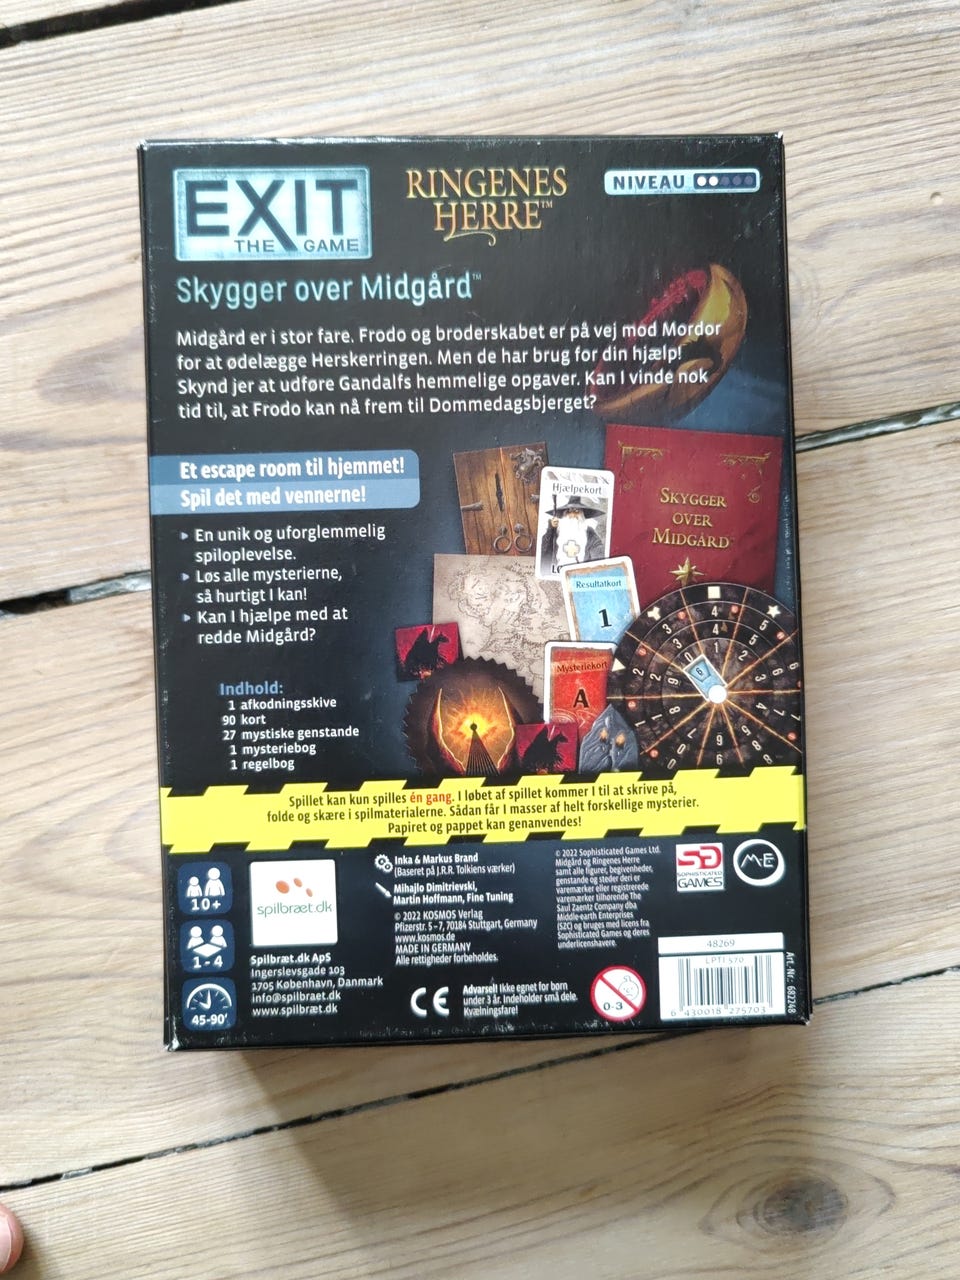 EXIT
THE GAME
RINGENES
HERRE™
NIVEAU
Skygger over Midgård™
Midgård er i stor fare. Frodo og broderskabet er på vej mod Mordor
for at ødelægge Herskerringen. Men de har brug for din hjælp!
Skynd jer at udføre Gandalfs hemmelige opgaver. Kan I vinde nok
tid til, at Frodo kan nå frem til Dommedagsbjerget?
Et escape room til hjemmet!
Spil det med vennerne!
En unik og uforglemmelig
spiloplevelse.
Løs alle mysterierne,
så hurtigt I kan!
Kan I hjælpe med at
redde Midgård?
Hjælpekort
Resultatkort
1
Mysteriekort
A
SKYGGER
OVER
MIDGÅRD
Indhold:
1 afkodningsskive
90 kort
27 mystiske genstande
1 mysteriebog
1 regelbog
Spillet kan kun spilles én gang. I løbet af spillet kommer I til at skrive på,
folde og skære i spilmaterialerne. Sådan får I masser af helt forskellige mysterier.
Papiret og pappet kan genanvendes!
10+
1-4
45-90'
spilbræt.dk
Spilbræt.dk ApS
Ingerslevsgade 103
1705 København, Danmark
info@spilbraet.dk
www.spilbræt.dk
Inka & Markus Brand
(Baseret på J.R.R. Tolkiens værker)
Mihajlo Dimitrievski,
Martin Hoffmann, Fine Tuning
© 2022 KOSMOS Verlag
Pfizerstr. 5-7, 70184 Stuttgart, Germany
www.kosmos.de
MADE IN GERMANY
Alle rettigheder forbeholdes.
CE
Advarsel! Ikke egnet for børn
under 3 år. Indeholder små dele.
Kvælningsfare!
0-3
© 2022 Sophisticated Games Ltd.
Midgård og Ringenes Herre
samt alle figurer, begivenheder,
genstande og steder deri er
varemærker eller registrerede
varemærker tilhørende The
Saul Zaentz Company dba
Middle-earth Enterprises
(SZC) og bruges med licens fra
Sophisticated Games og deres
underlicenshavere.
SG
SOPHISTICATED
GAMES
M-E
48269
LPTI 570
6 430018 275703
Art.-Nr.: 682248